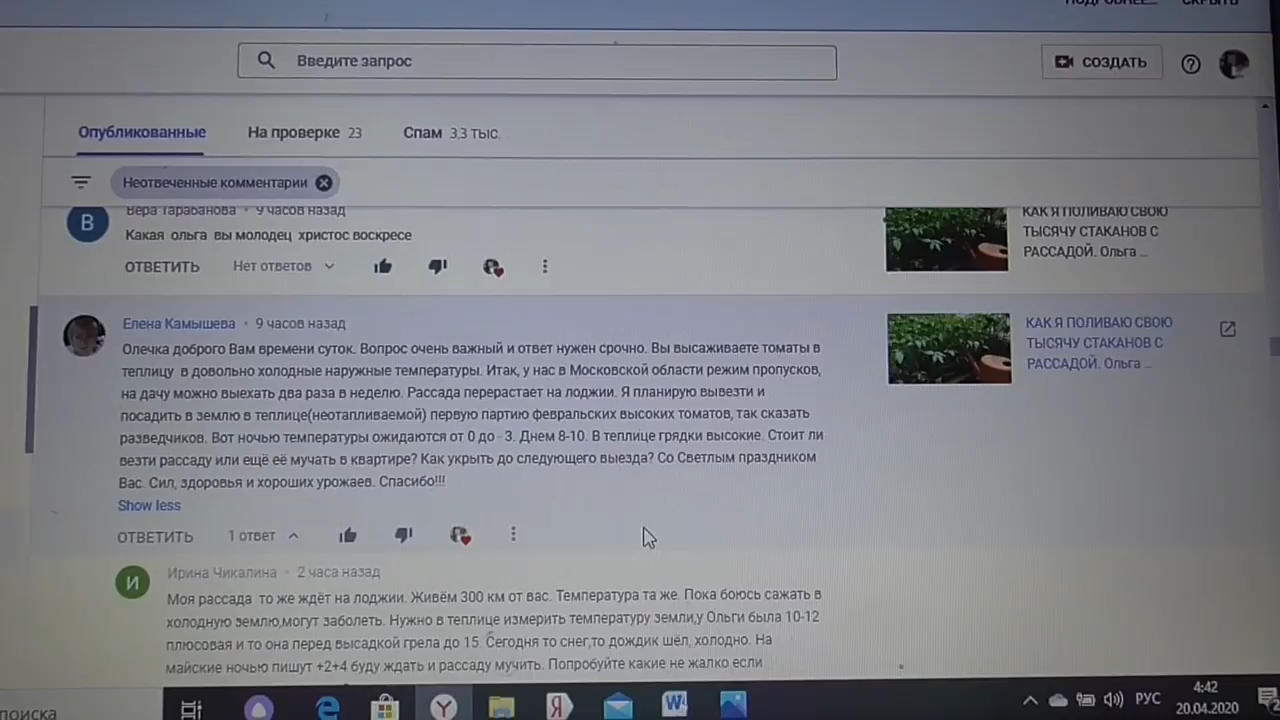 СОЗДАТЬ
Введите запрос
Опубликованные На проверке 23 Спам 3,3 тыс.
Неотвеченные комментарии
Вера Тарабанова • 9 часов назад
В
Какая ольга вы молодец христос воскресе
ОТВЕТИТЬ Нет ответов
КАК Я ПОЛИВАЮ СВОЮ
ТЫСЯЧУ СТАКАНОВ С
РАССАДОЙ. Ольга ...
Елена Камышева • 9 часов назад
Олечка доброго Вам времени суток. Вопрос очень важный и ответ нужен срочно. Вы высаживаете томаты в
теплицу в довольно холодные наружные температуры. Итак, у нас в Московской области режим пропусков,
на дачу можно выехать два раза в неделю. Рассада перерастает на лоджии. Я планирую вывезти и
посадить в землю в теплице(неотапливаемой) первую партию февральских высоких томатов, так сказать
разведчиков. Вот ночью температуры ожидаются от 0 до - 3. Днем 8-10. В теплице грядки высокие. Стоит ли
везти рассаду или ещё её мучать в квартире? Как укрыть до следующего выезда? Со Светлым праздником
Вас. Сил, здоровья и хороших урожаев. Спасибо!!!
Show less
ОТВЕТИТЬ 1 ответ
КАК Я ПОЛИВАЮ СВОЮ
ТЫСЯЧУ СТАКАНОВ С
РАССАДОЙ. Ольга ...
Ирина Чикалина • 2 часа назад
И
Моя рассада то же ждёт на лоджии. Живём 300 км от вас. Температура та же. Пока боюсь сажать в
холодную землю,могут заболеть. Нужно в теплице измерить температуру земли,у Ольги была 10-12
плюсовая и то она перед высадкой грела до 15. Сегодня то снег,то дождик шёл, холодно. На
майские ночью пишут +2+4 буду ждать и рассаду мучить. Попробуйте какие не жалко если
РУС
4:42
20.04.2020